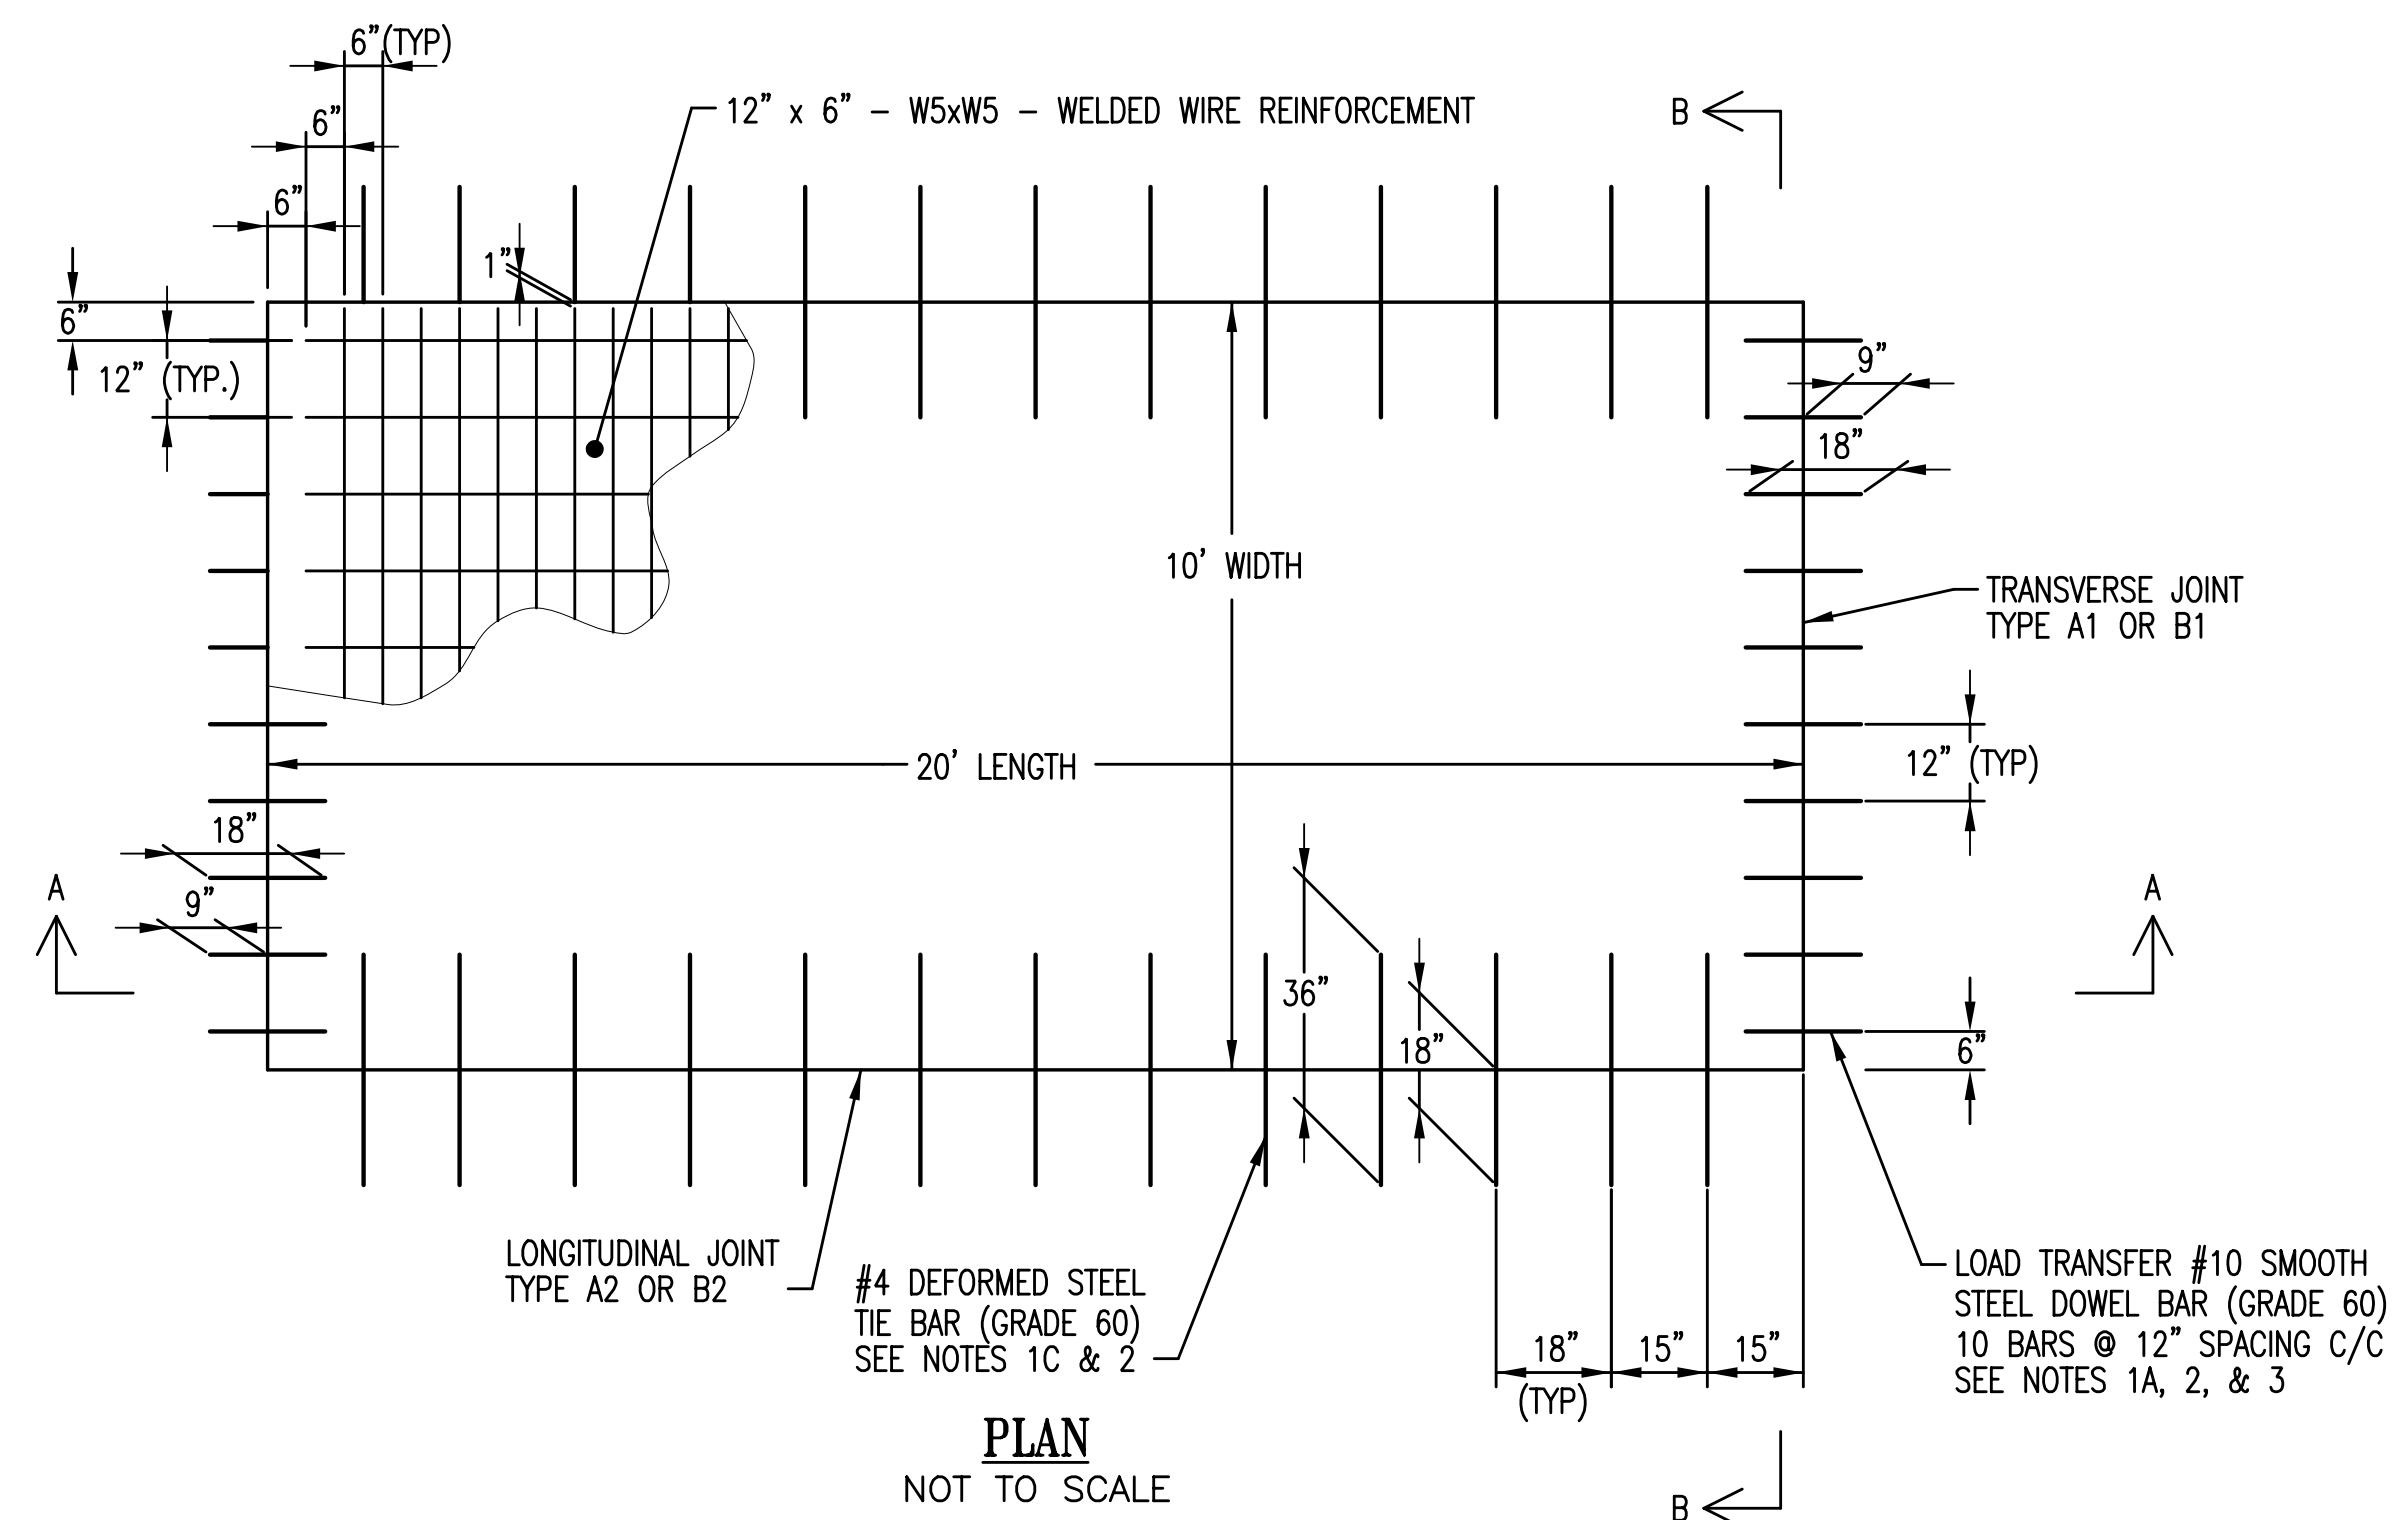 6"(TYP)
12" x 6" – W5xW5 – WELDED WIRE REINFORCEMENT
B
6"
6"
1"
6"
12" (TYP.)
9"
18"
10' WIDTH
TRANSVERSE JOINT
TYPE A1 OR B1
20' LENGTH
12" (TYP)
18"
9"
A
A
36"
18"
6"
LONGITUDINAL JOINT
TYPE A2 OR B2
#4 DEFORMED STEEL
TIE BAR (GRADE 60)
SEE NOTES 1C & 2
LOAD TRANSFER #10 SMOOTH
STEEL DOWEL BAR (GRADE 60)
10 BARS @ 12" SPACING C/C
SEE NOTES 1A, 2, & 3
18"
(TYP)
15"
15"
PLAN
NOT TO SCALE
B